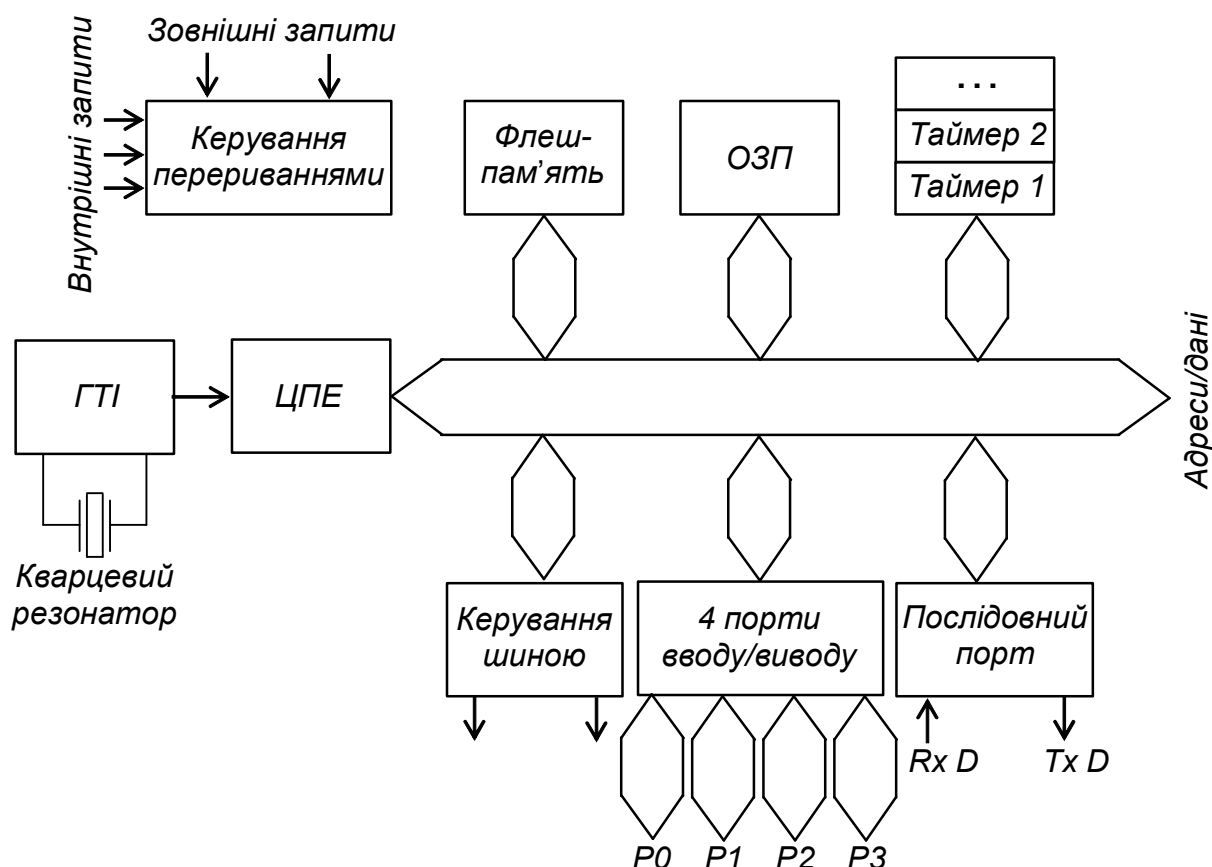 Зовнішні запити
Внутрішні запити
Керування
перериваннями
Флеш-
пам’ять
ОЗП
...
Таймер 2
Таймер 1
ГТІ
ЦПЕ
Адреси/дані
Кварцевий
резонатор
Керування
шиною
4 порти
вводу/виводу
Послідовний
порт
Rx D
Tx D
P0
P1
P2
P3